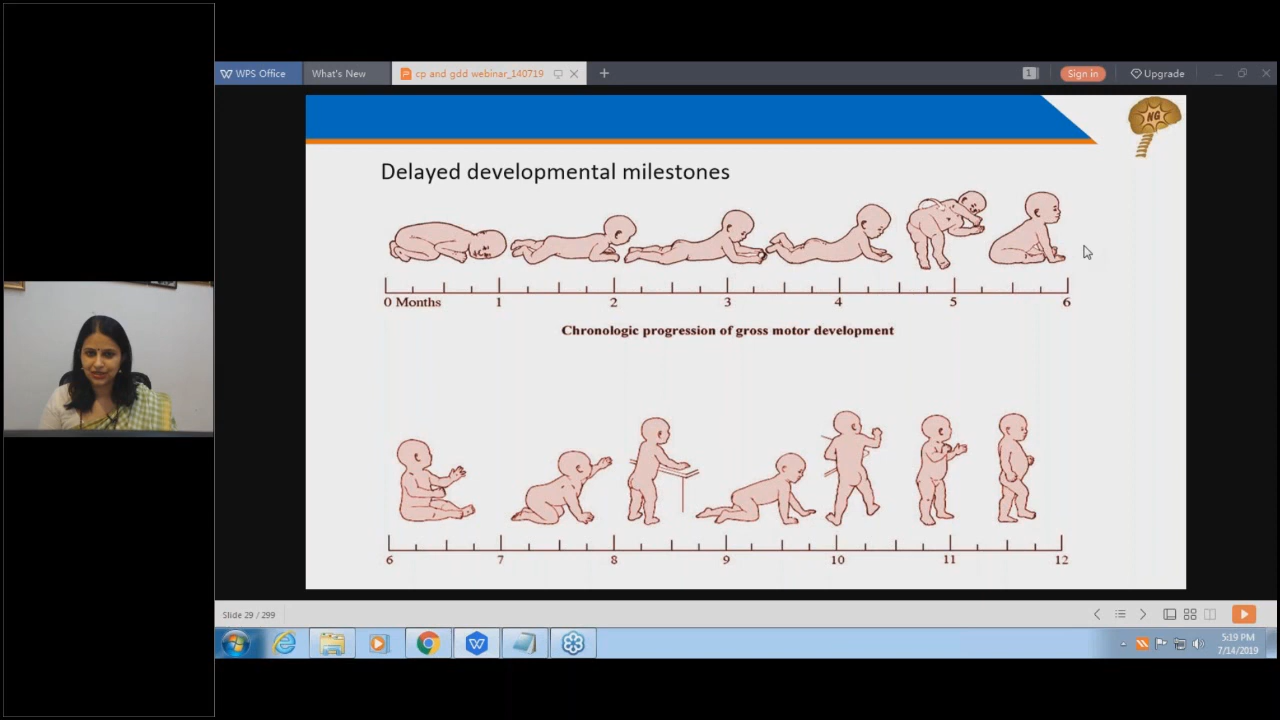 WPS Office What's New cp and gdd webinar_140719 1 Sign in Upgrade
NG
Delayed developmental milestones
0 Months 1 2 3 4 5 6
Chronologic progression of gross motor development
6 7 8 9 10 11 12
Slide 29 / 299
5:19 PM
7/14/2019